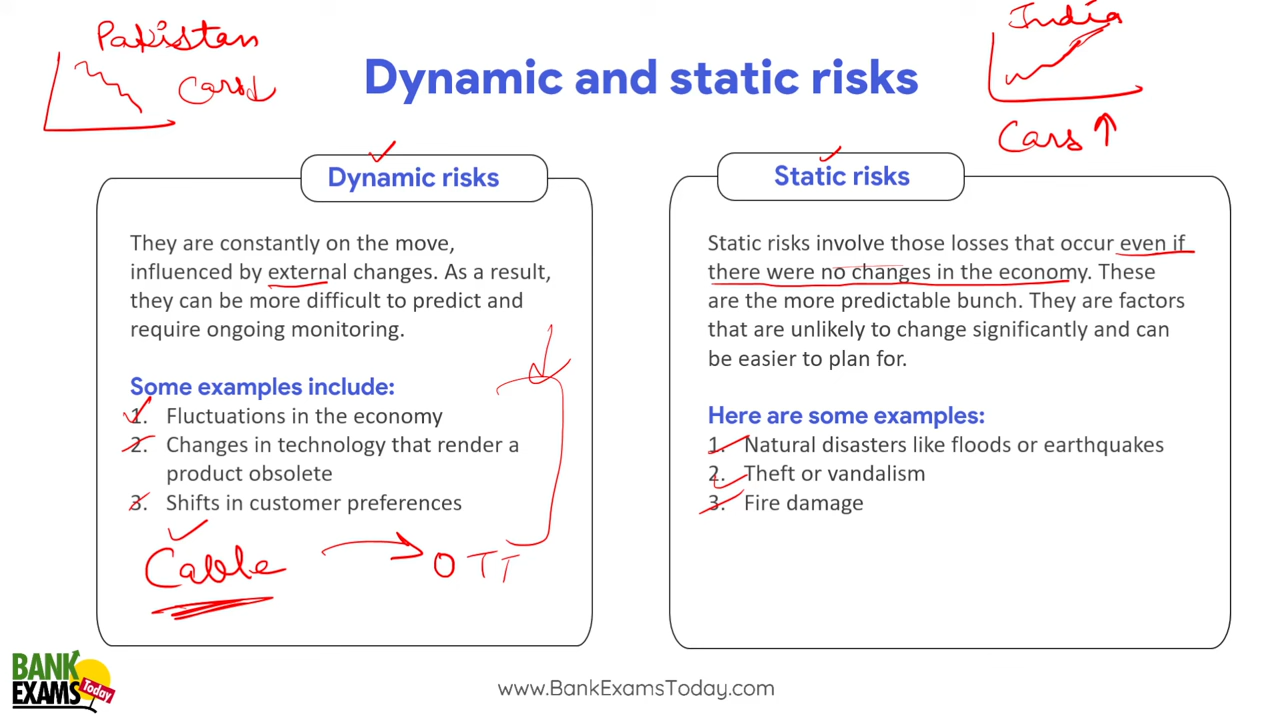 Pakistan
India
Dynamic and static risks
Cars ↑
Dynamic risks
They are constantly on the move,
influenced by external changes. As a result,
they can be more difficult to predict and
require ongoing monitoring.
Some examples include:
1. Fluctuations in the economy
2. Changes in technology that render a
product obsolete
3. Shifts in customer preferences
Cable → OTT
Static risks
Static risks involve those losses that occur even if
there were no changes in the economy. These
are the more predictable bunch. They are factors
that are unlikely to change significantly and can
be easier to plan for.
Here are some examples:
1. Natural disasters like floods or earthquakes
2. Theft or vandalism
3. Fire damage
BANK
EXAMS
Today
www.BankExamsToday.com